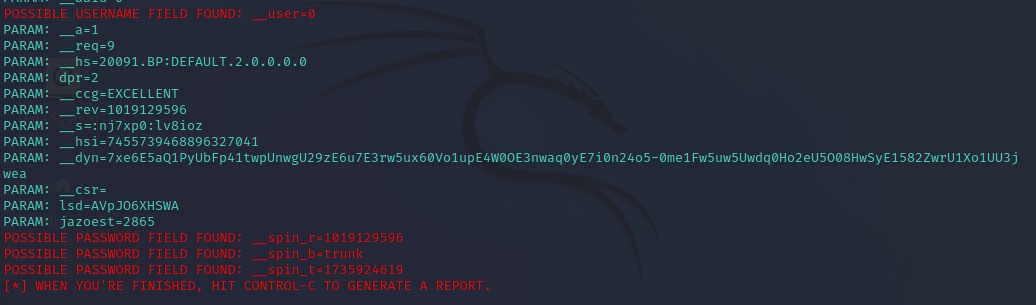 POSSIBLE USERNAME FIELD FOUND: __user=0
PARAM: __a=1
PARAM: __req=9
PARAM: __hs=20091.BP:DEFAULT.2.0.0.0.0
PARAM: dpr=2
PARAM: __ccg=EXCELLENT
PARAM: __rev=1019129596
PARAM: __s=:nj7xp0:lv8ioz
PARAM: __hsi=7455739468896327041
PARAM: __dyn=7xe6E5aQ1PyUbFp41twpUnwgU29zE6u7E3rw5ux60Vo1upE4W0OE3nwaq0yE7i0n24o5-0me1Fw5uw5Uwdq0Ho2eU5O08HwSyE1582ZwrU1Xo1UU3j
wea
PARAM: __csr=
PARAM: lsd=AVpJO6XHSWA
PARAM: jazoest=2865
POSSIBLE PASSWORD FIELD FOUND: __spin_r=1019129596
POSSIBLE PASSWORD FIELD FOUND: __spin_b=trunk
POSSIBLE PASSWORD FIELD FOUND: __spin_t=1735924619
[*] WHEN YOU'RE FINISHED, HIT CONTROL-C TO GENERATE A REPORT.